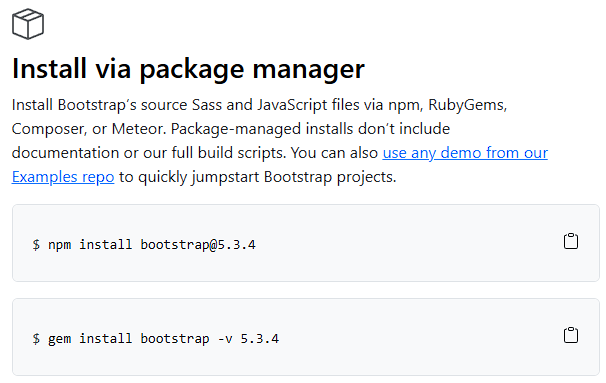 Install via package manager
Install Bootstrap’s source Sass and JavaScript files via npm, RubyGems,
Composer, or Meteor. Package-managed installs don’t include
documentation or our full build scripts. You can also use any demo from our
Examples repo to quickly jumpstart Bootstrap projects.
$ npm install bootstrap@5.3.4
$ gem install bootstrap -v 5.3.4